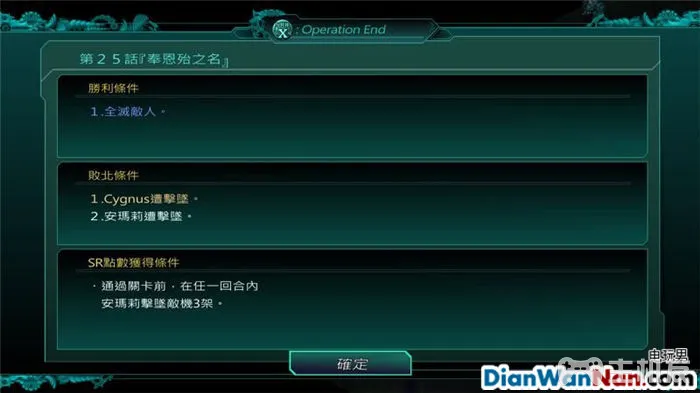 X : Operation End
第２５話『奉恩殆之名』
勝利條件
１.全滅敵人。
敗北條件
１.Cygnus遭擊墜。
２.安瑪莉遭擊墜。
SR點數獲得條件
．通過關卡前，在任一回合內
安瑪莉擊墜敵機3架。
確定
电玩男
DianWanNan.com